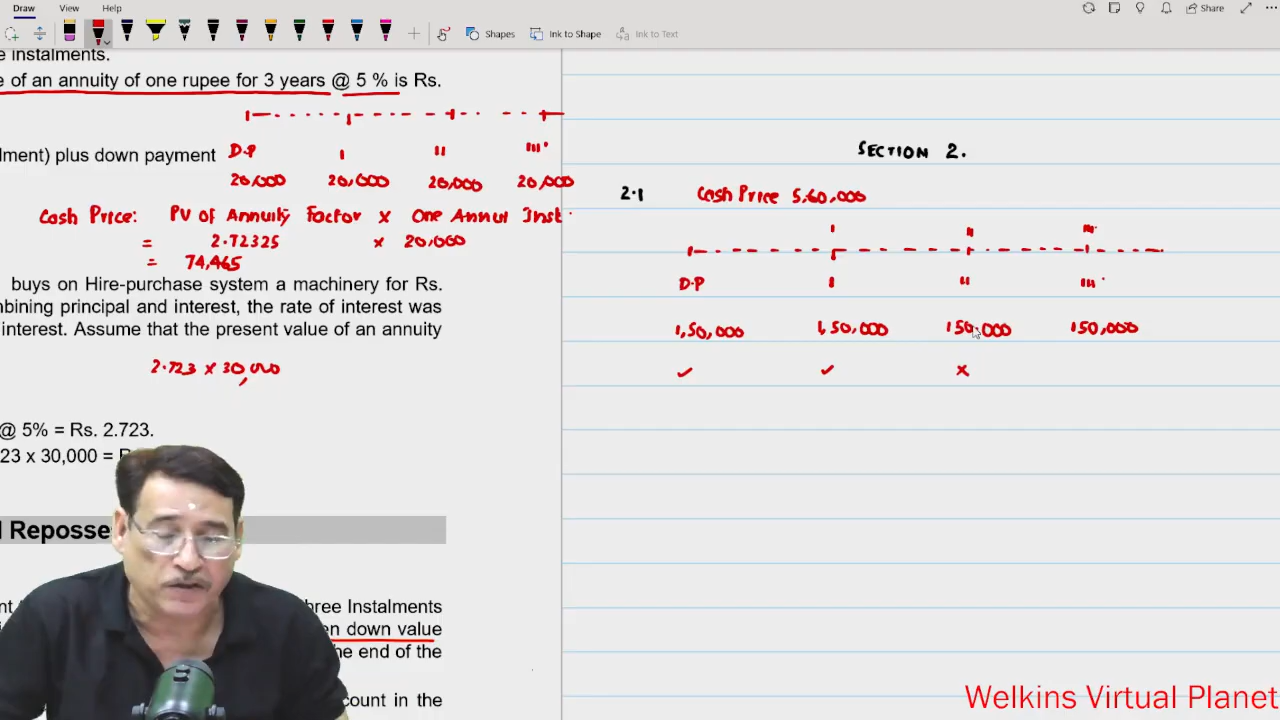 Draw View Help Share
Shapes Ink to Shape Ink to Text
e instalments.
e of an annuity of one rupee for 3 years @ 5 % is Rs.
lment) plus down payment D.P I II III
20,000 20,000 20,000 20,000
Cash Price: PV of Annuity Factor x One Annul Inst.
= 2.72325 x 20,000
= 74,465
buys on Hire-purchase system a machinery for Rs.
nbining principal and interest, the rate of interest was
interest. Assume that the present value of an annuity
2.723 x 30,000
@ 5% = Rs. 2.723.
23 x 30,000 =
d Reposse
hree Instalments
en down value
he end of the
count in the
SECTION 2.
2.1 Cash Price 5,60,000
I II III
D.P I II III
1,50,000 1,50,000 150,000 150,000
✓ ✓ x
Welkins Virtual Planet